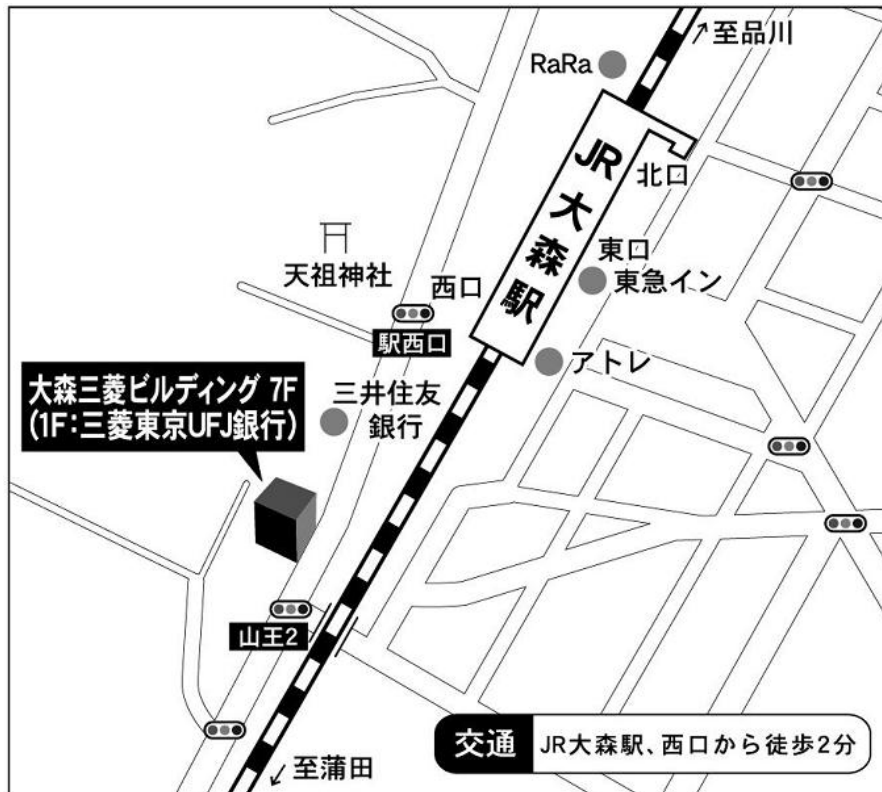 至品川
RaRa
JR大森駅
北口
東口
東急イン
天祖神社
西口
駅西口
アトレ
大森三菱ビルディング 7F
(1F:三菱東京UFJ銀行)
三井住友
銀行
山王2
至蒲田
交通 JR大森駅、西口から徒歩2分